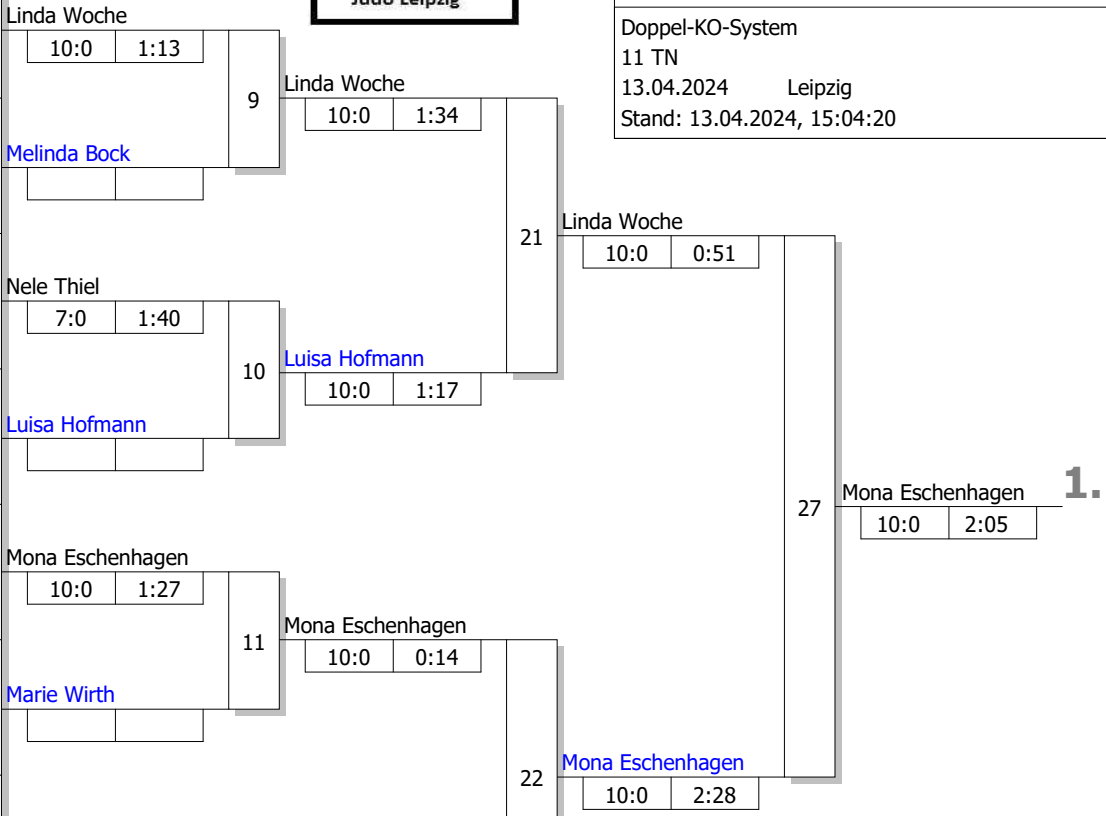 Judo Leipzig
Doppel-KO-System
11 TN
13.04.2024 Leipzig
Stand: 13.04.2024, 15:04:20
Linda Woche
10:0 1:13
9
Melinda Bock
Linda Woche
10:0 1:34
21
Linda Woche
10:0 0:51
Nele Thiel
7:0 1:40
10
Luisa Hofmann
10:0 1:17
Luisa Hofmann
27
Mona Eschenhagen 1.
10:0 2:05
Mona Eschenhagen
10:0 1:27
11
Mona Eschenhagen
10:0 0:14
Marie Wirth
22
Mona Eschenhagen
10:0 2:28